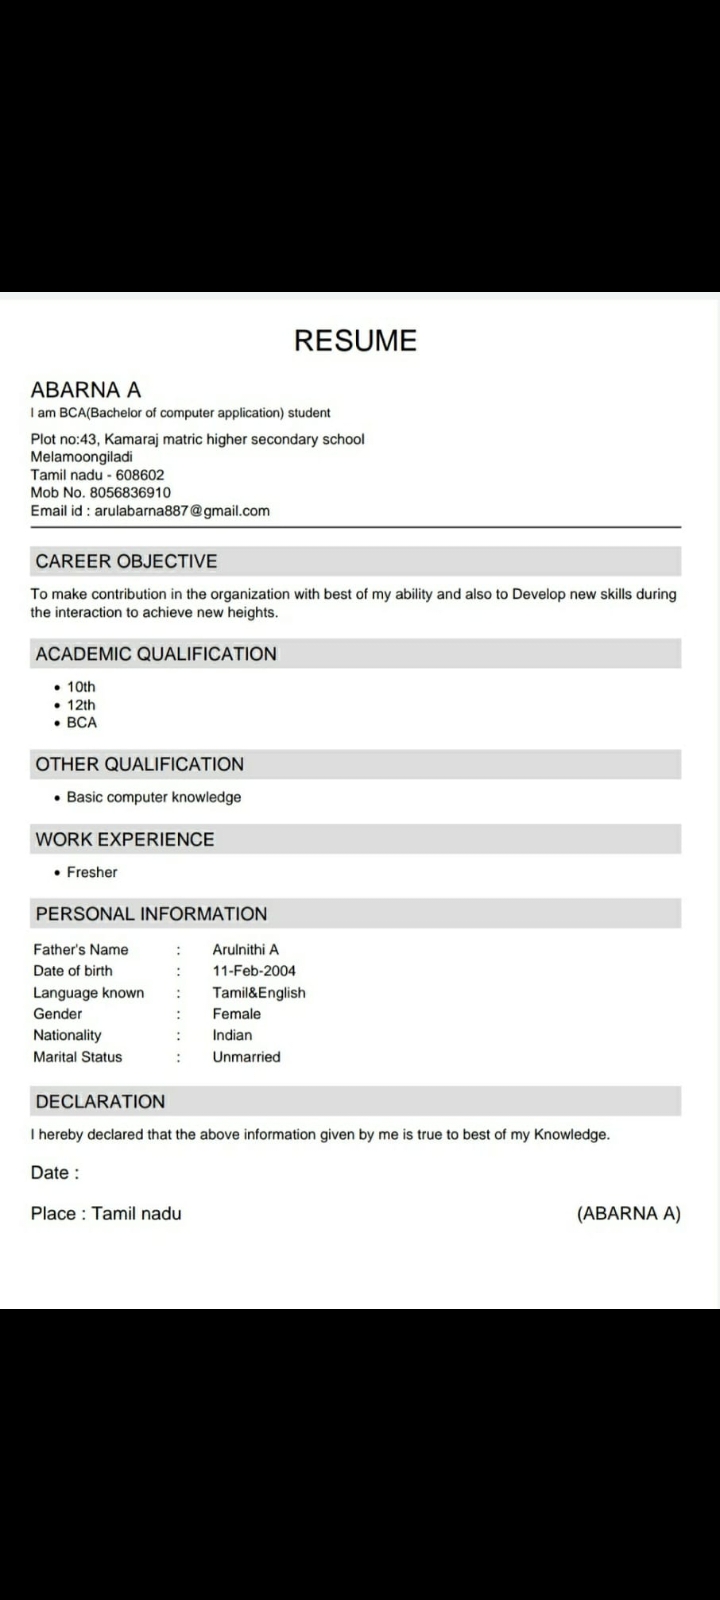 RESUME
ABARNA A
I am BCA(Bachelor of computer application) student
Plot no:43, Kamaraj matric higher secondary school
Melamoongiladi
Tamil nadu - 608602
Mob No. 8056836910
Email id : arulabarna887@gmail.com
CAREER OBJECTIVE
To make contribution in the organization with best of my ability and also to Develop new skills during
the interaction to achieve new heights.
ACADEMIC QUALIFICATION
• 10th
• 12th
• BCA
OTHER QUALIFICATION
• Basic computer knowledge
WORK EXPERIENCE
• Fresher
PERSONAL INFORMATION
Father's Name : Arulnithi A
Date of birth : 11-Feb-2004
Language known : Tamil&English
Gender : Female
Nationality : Indian
Marital Status : Unmarried
DECLARATION
I hereby declared that the above information given by me is true to best of my Knowledge.
Date :
Place : Tamil nadu (ABARNA A)